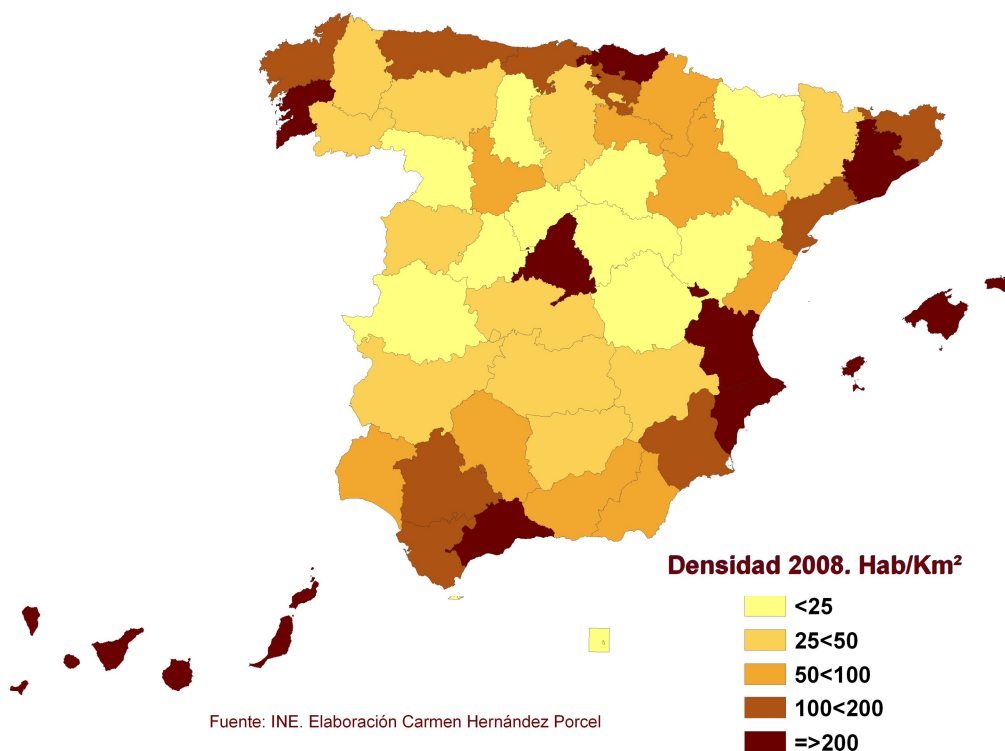 Densidad 2008. Hab/Km²
<25
25<50
50<100
100<200
=>200
Fuente: INE. Elaboración Carmen Hernández Porcel